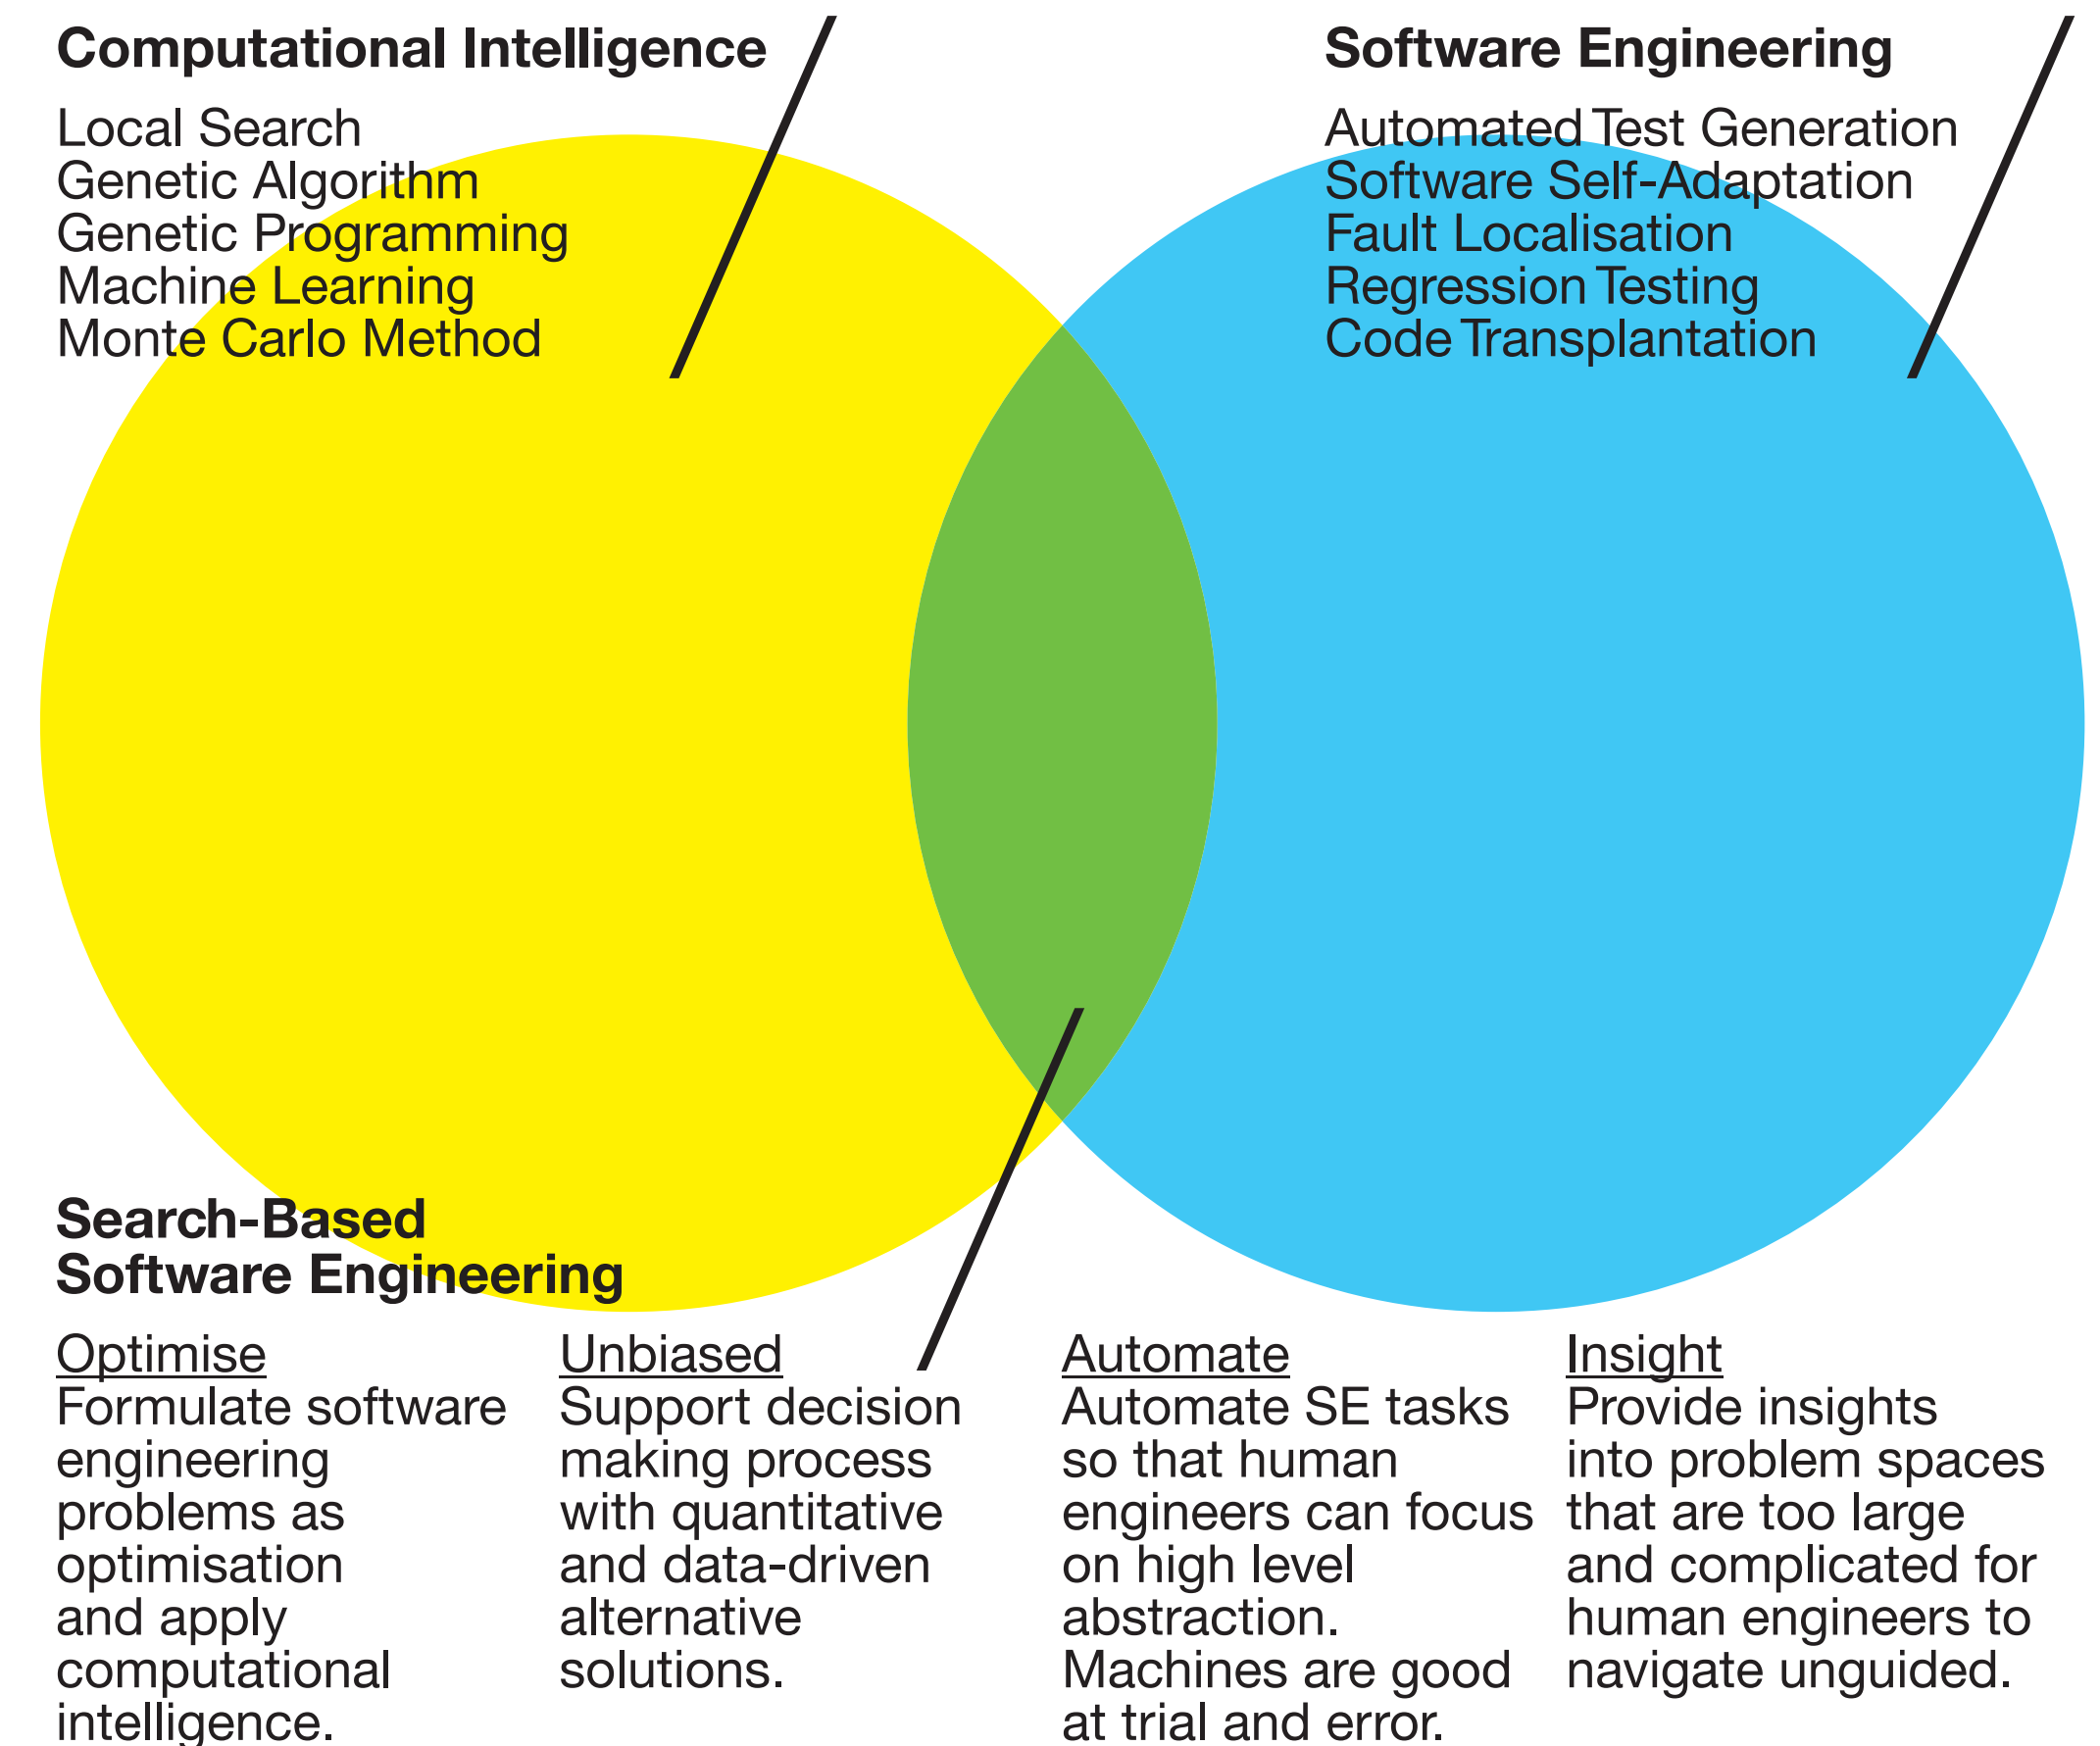 Computational Intelligence
Local Search
Genetic Algorithm
Genetic Programming
Machine Learning
Monte Carlo Method
Software Engineering
Automated Test Generation
Software Self-Adaptation
Fault Localisation
Regression Testing
Code Transplantation
Search-Based
Software Engineering
Optimise
Formulate software
engineering
problems as
optimisation
and apply
computational
intelligence.
Unbiased
Support decision
making process
with quantitative
and data-driven
alternative
solutions.
Automate
Automate SE tasks
so that human
engineers can focus
on high level
abstraction.
Machines are good
at trial and error.
Insight
Provide insights
into problem spaces
that are too large
and complicated for
human engineers to
navigate unguided.